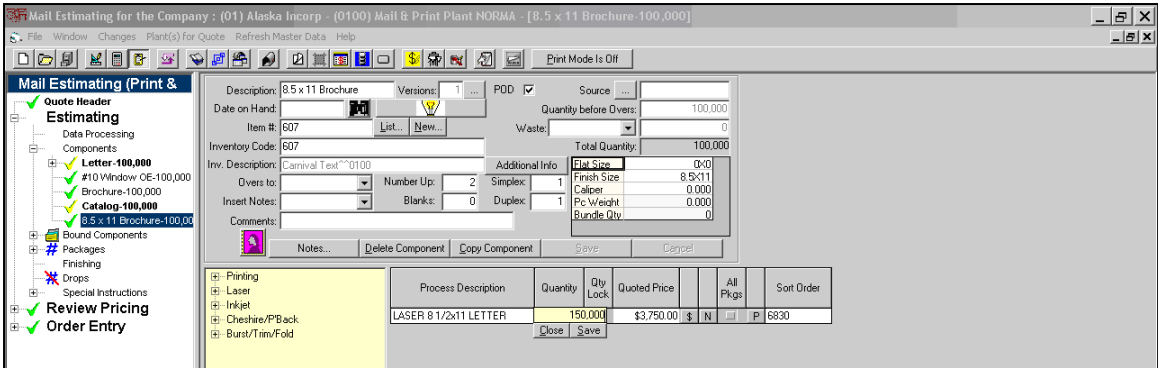 Mail Estimating for the Company : (01) Alaska Incorp - (0100) Mail & Print Plant NORMA - [8.5 x 11 Brochure-100,000]
File Window Changes Plant(s) for Quote Refresh Master Data Help
Print Mode Is Off
Mail Estimating (Print &
Quote Header
Estimating
Data Processing
Components
Letter-100,000
#10 Window OE-100,000
Brochure-100,000
Catalog-100,000
8.5 x 11 Brochure-100,00
Bound Components
Packages
Finishing
Drops
Special Instructions
Review Pricing
Order Entry
Description: 8.5 x 11 Brochure Versions: 1 ... POD Source ...
Date on Hand: Quantity before Overs: 100,000
Item #: 607 List... New... Waste: 0
Inventory Code: 607 Total Quantity: 100,000
Inv. Description: Carnival Text^^0100 Additional Info Flat Size 0X0
Overs to: Number Up: 2 Simplex: 1 Finish Size 8.5X11
Caliper 0.000
Insert Notes: Blanks: 0 Duplex: 1 Pc Weight 0.000
Bundle Qty 0
Comments:
Notes... Delete Component Copy Component Save Cancel
Printing
Laser
Inkjet
Cheshire/P'Back
Burst/Trim/Fold
Process Description Quantity Qty Lock Quoted Price All Pkgs Sort Order
LASER 8 1/2x11 LETTER 150,000 $3,750.00 $ N P 6830
Close Save